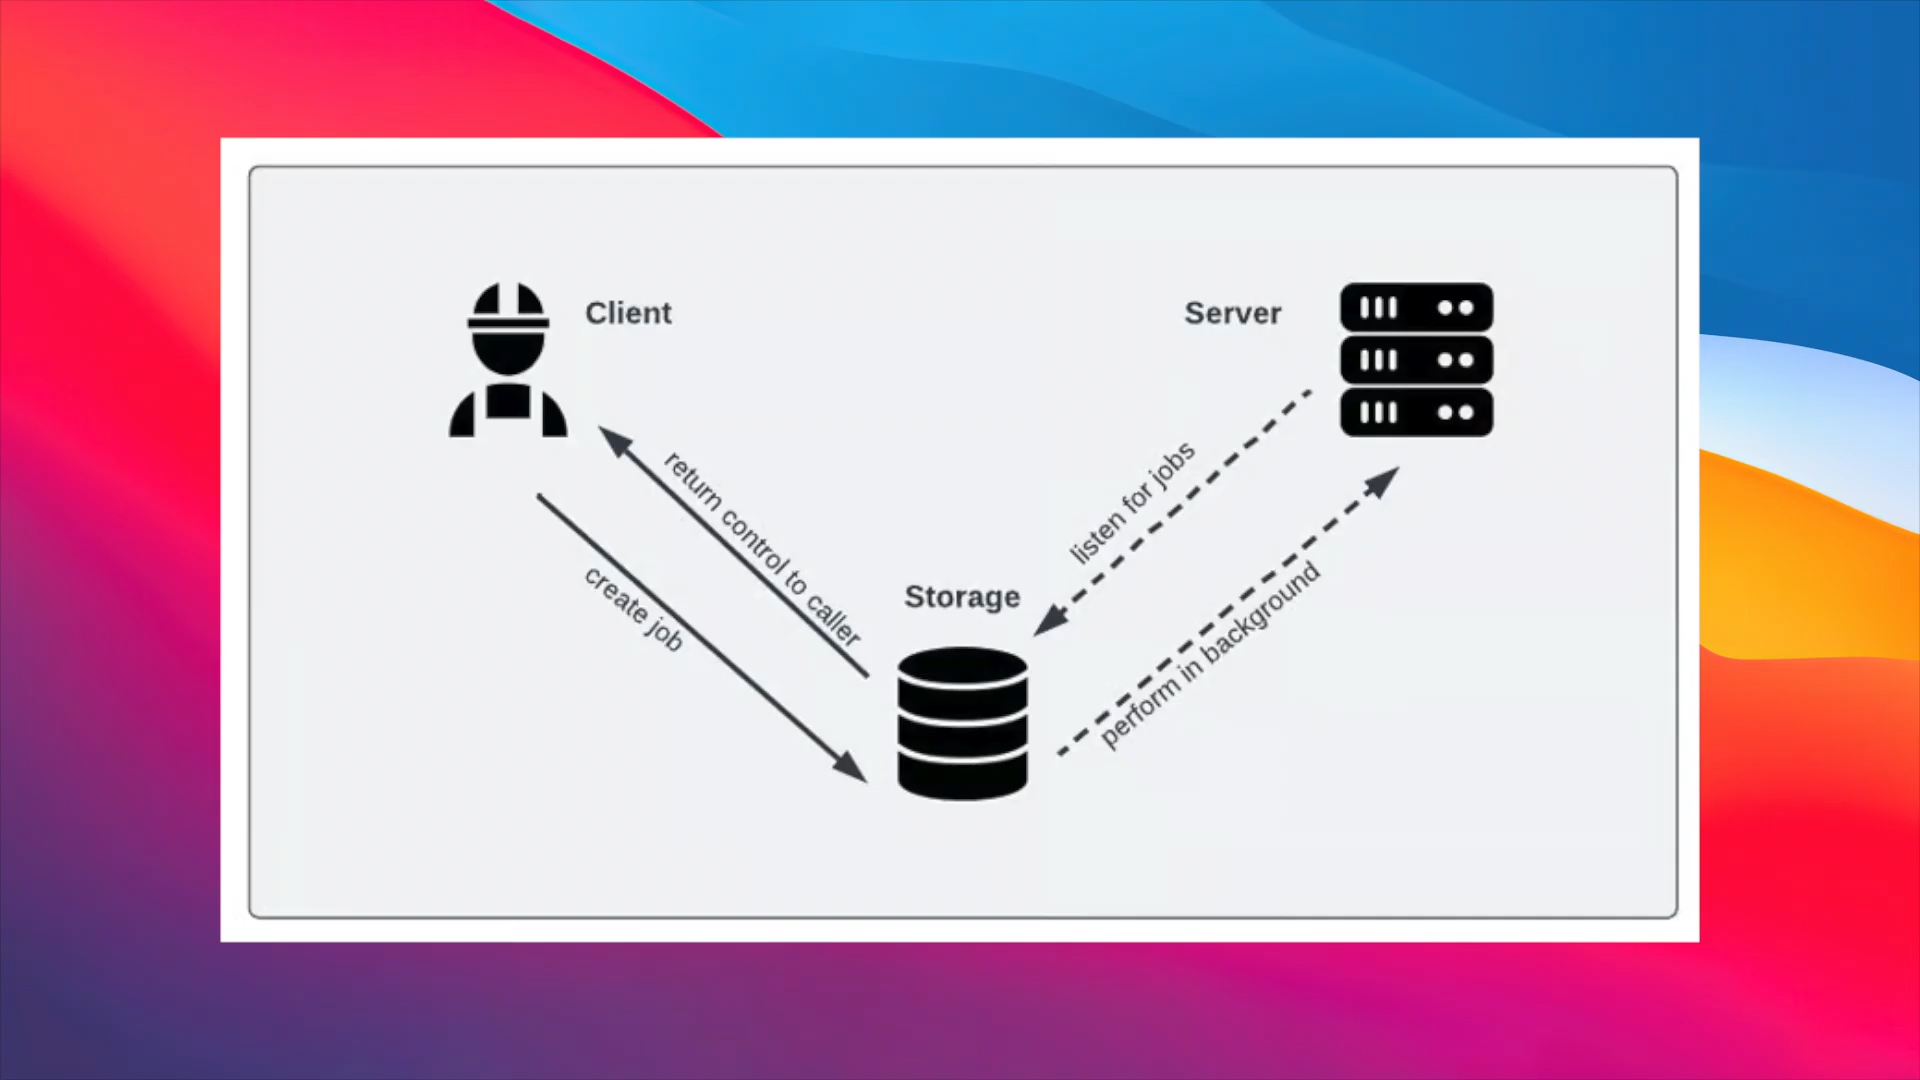 Client
Server
return control to caller
create job
listen for jobs
perform in background
Storage